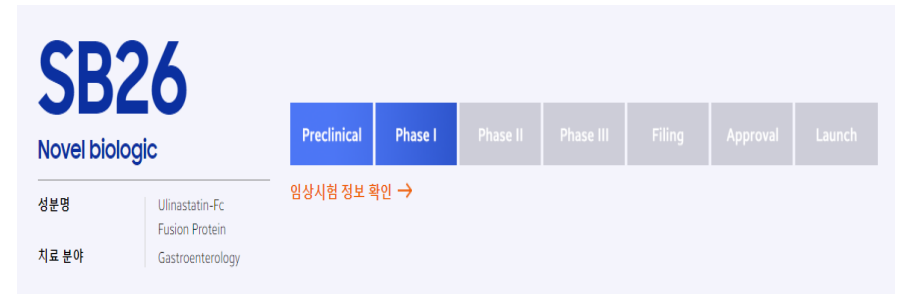 SB26
Novel biologic
성분명 Ulinastatin-Fc
Fusion Protein
치료 분야 Gastroenterology
Preclinical Phase I Phase II Phase III Filing Approval Launch
임상시험 정보 확인 →